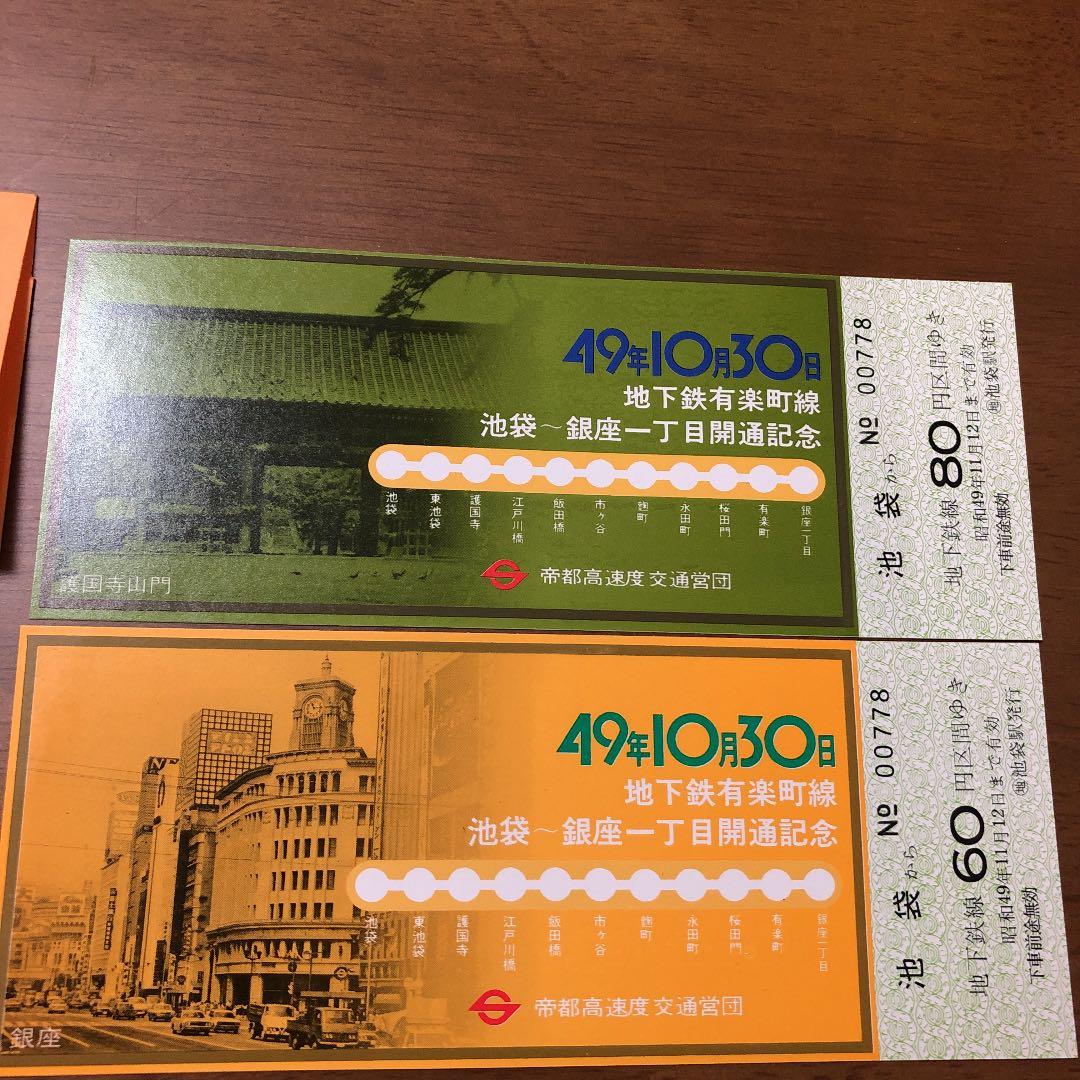 49年10月30日
地下鉄有楽町線
池袋～銀座一丁目開通記念
池袋
東池袋
護国寺
江戸川橋
飯田橋
市ヶ谷
麹町
永田町
桜田門
有楽町
銀座一丁目
帝都高速度交通営団
護国寺山門
池袋から № 00778
地下鉄線80円区間ゆき
昭和49年11月12日まで有効
下車前途無効 地池袋駅発行
49年10月30日
地下鉄有楽町線
池袋～銀座一丁目開通記念
池袋
東池袋
護国寺
江戸川橋
飯田橋
市ヶ谷
麹町
永田町
桜田門
有楽町
銀座一丁目
帝都高速度交通営団
銀座
池袋から № 00778
地下鉄線60円区間ゆき
昭和49年11月12日まで有効
下車前途無効 地池袋駅発行